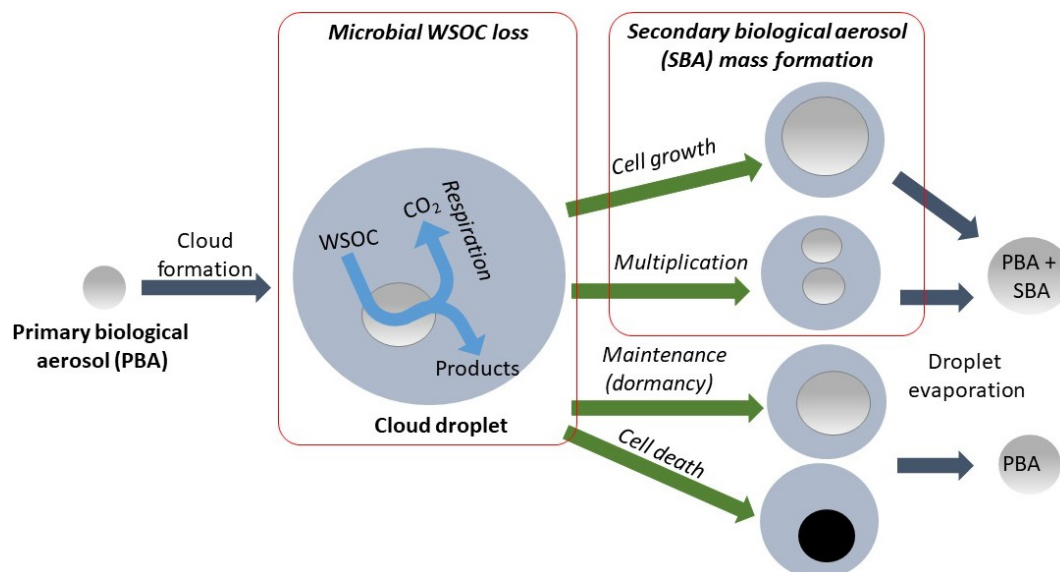 Microbial WSOC loss
Secondary biological aerosol
(SBA) mass formation
Cell growth
CO₂
Respiration
WSOC
Cloud
formation
Multiplication
PBA +
SBA
Primary biological
aerosol (PBA)
Products
Maintenance
(dormancy)
Droplet
evaporation
Cloud droplet
Cell death
PBA